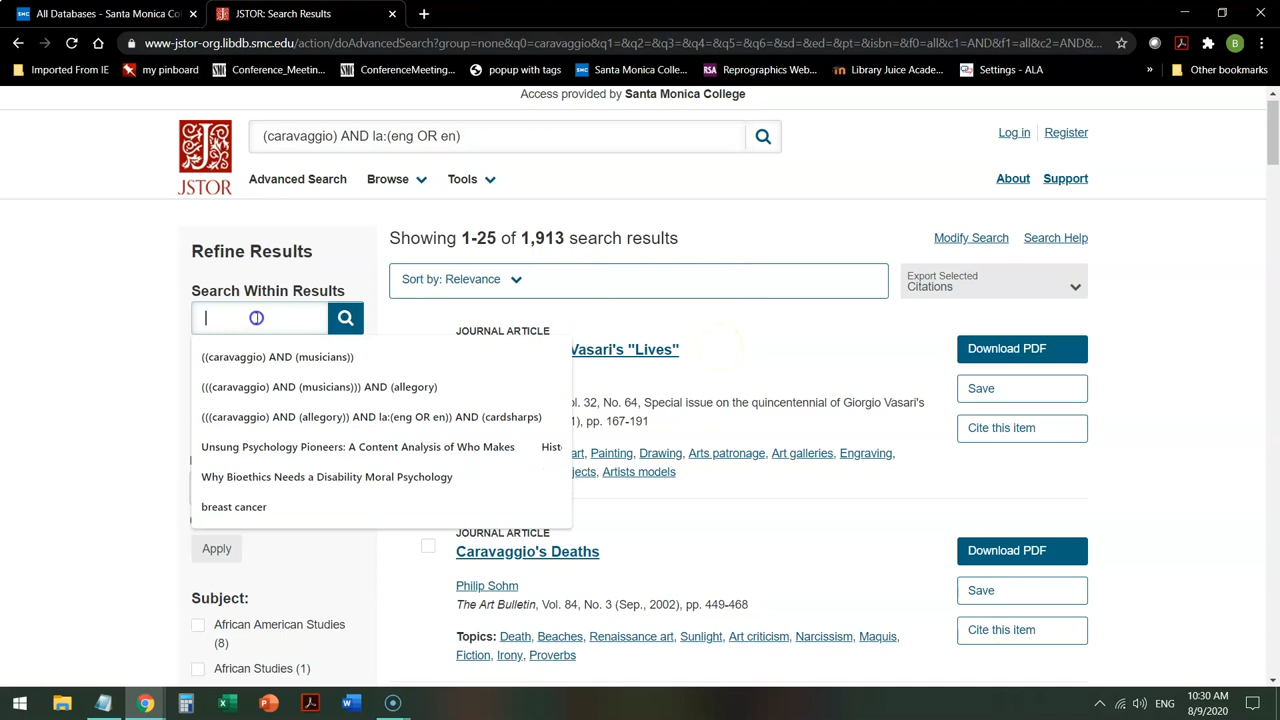 All Databases - Santa Monica Co
JSTOR: Search Results
www-jstor-org.libdb.smc.edu/action/doAdvancedSearch?group=none&q0=caravaggio&q1=&q2=&q3=&q4=&q5=&q6=&sd=&ed=&pt=&isbn=&f0=all&c1=AND&f1=all&c2=AND&...
B
Imported From IE
my pinboard
Conference_Meetin...
ConferenceMeeting...
popup with tags
SMC
Santa Monica Colle...
RSA
Reprographics Web...
Library Juice Acade...
Settings - ALA
»
Other bookmarks
Access provided by Santa Monica College
(caravaggio) AND la:(eng OR en)
Log in
Register
JSTOR
Advanced Search
Browse
Tools
About
Support
Refine Results
Showing 1-25 of 1,913 search results
Modify Search
Search Help
Search Within Results
Sort by: Relevance
Export Selected
Citations
((caravaggio) AND (musicians))
(((caravaggio) AND (musicians))) AND (allegory)
(((caravaggio) AND (allegory)) AND la:(eng OR en)) AND (cardsharps)
Unsung Psychology Pioneers: A Content Analysis of Who Makes Histo
Why Bioethics Needs a Disability Moral Psychology
breast cancer
Apply
Subject:
African American Studies
(8)
African Studies (1)
JOURNAL ARTICLE
Vasari's "Lives"
ol. 32, No. 64, Special issue on the quincentennial of Giorgio Vasari's
1), pp. 167-191
art, Painting, Drawing, Arts patronage, Art galleries, Engraving,
jects, Artists models
Download PDF
Save
Cite this item
JOURNAL ARTICLE
Caravaggio's Deaths
Philip Sohm
The Art Bulletin, Vol. 84, No. 3 (Sep., 2002), pp. 449-468
Topics: Death, Beaches, Renaissance art, Sunlight, Art criticism, Narcissism, Maquis,
Fiction, Irony, Proverbs
Download PDF
Save
Cite this item
ENG
10:30 AM
8/9/2020